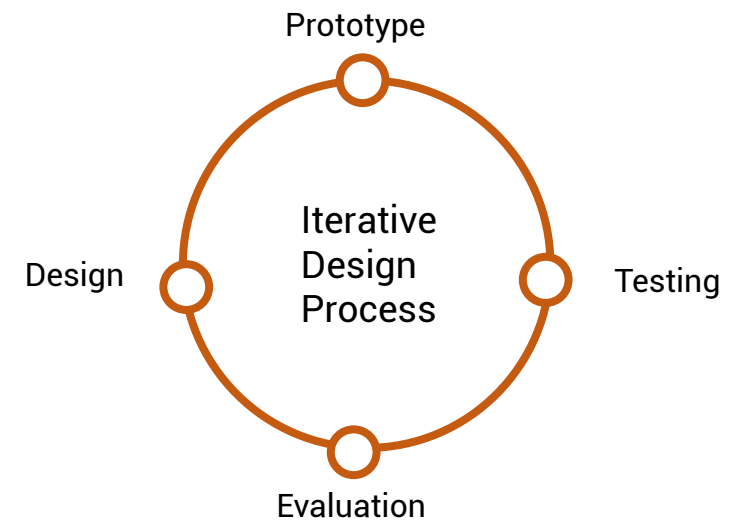 Prototype
Iterative
Design
Process
Design
Testing
Evaluation